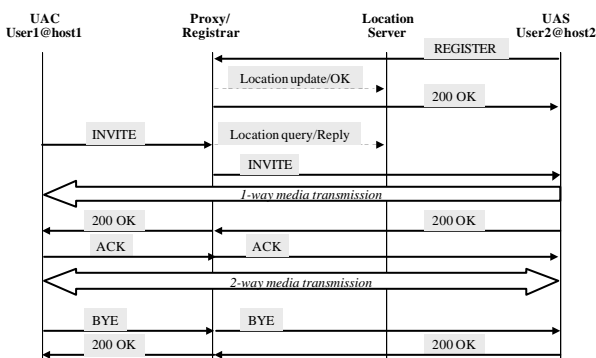 UAC Proxy/ Location UAS
User1@host1 Registrar Server User2@host2
REGISTER
Location update/OK
200 OK
INVITE Location query/Reply
INVITE
1-way media transmission
200 OK 200 OK
ACK ACK
2-way media transmission
BYE BYE
200 OK 200 OK